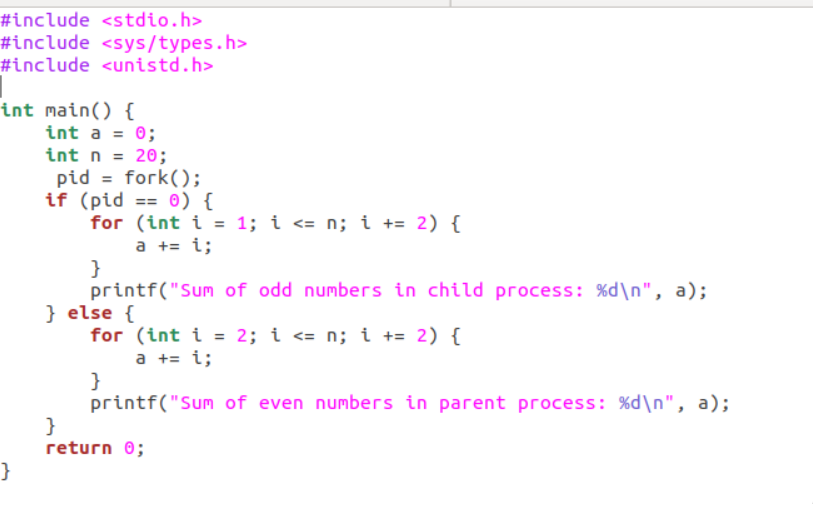 #include <stdio.h>
#include <sys/types.h>
#include <unistd.h>

int main() {
    int a = 0;
    int n = 20;
     pid = fork();
    if (pid == 0) {
        for (int i = 1; i <= n; i += 2) {
            a += i;
        }
        printf("Sum of odd numbers in child process: %d\n", a);
    } else {
        for (int i = 2; i <= n; i += 2) {
            a += i;
        }
        printf("Sum of even numbers in parent process: %d\n", a);
    }
    return 0;
}